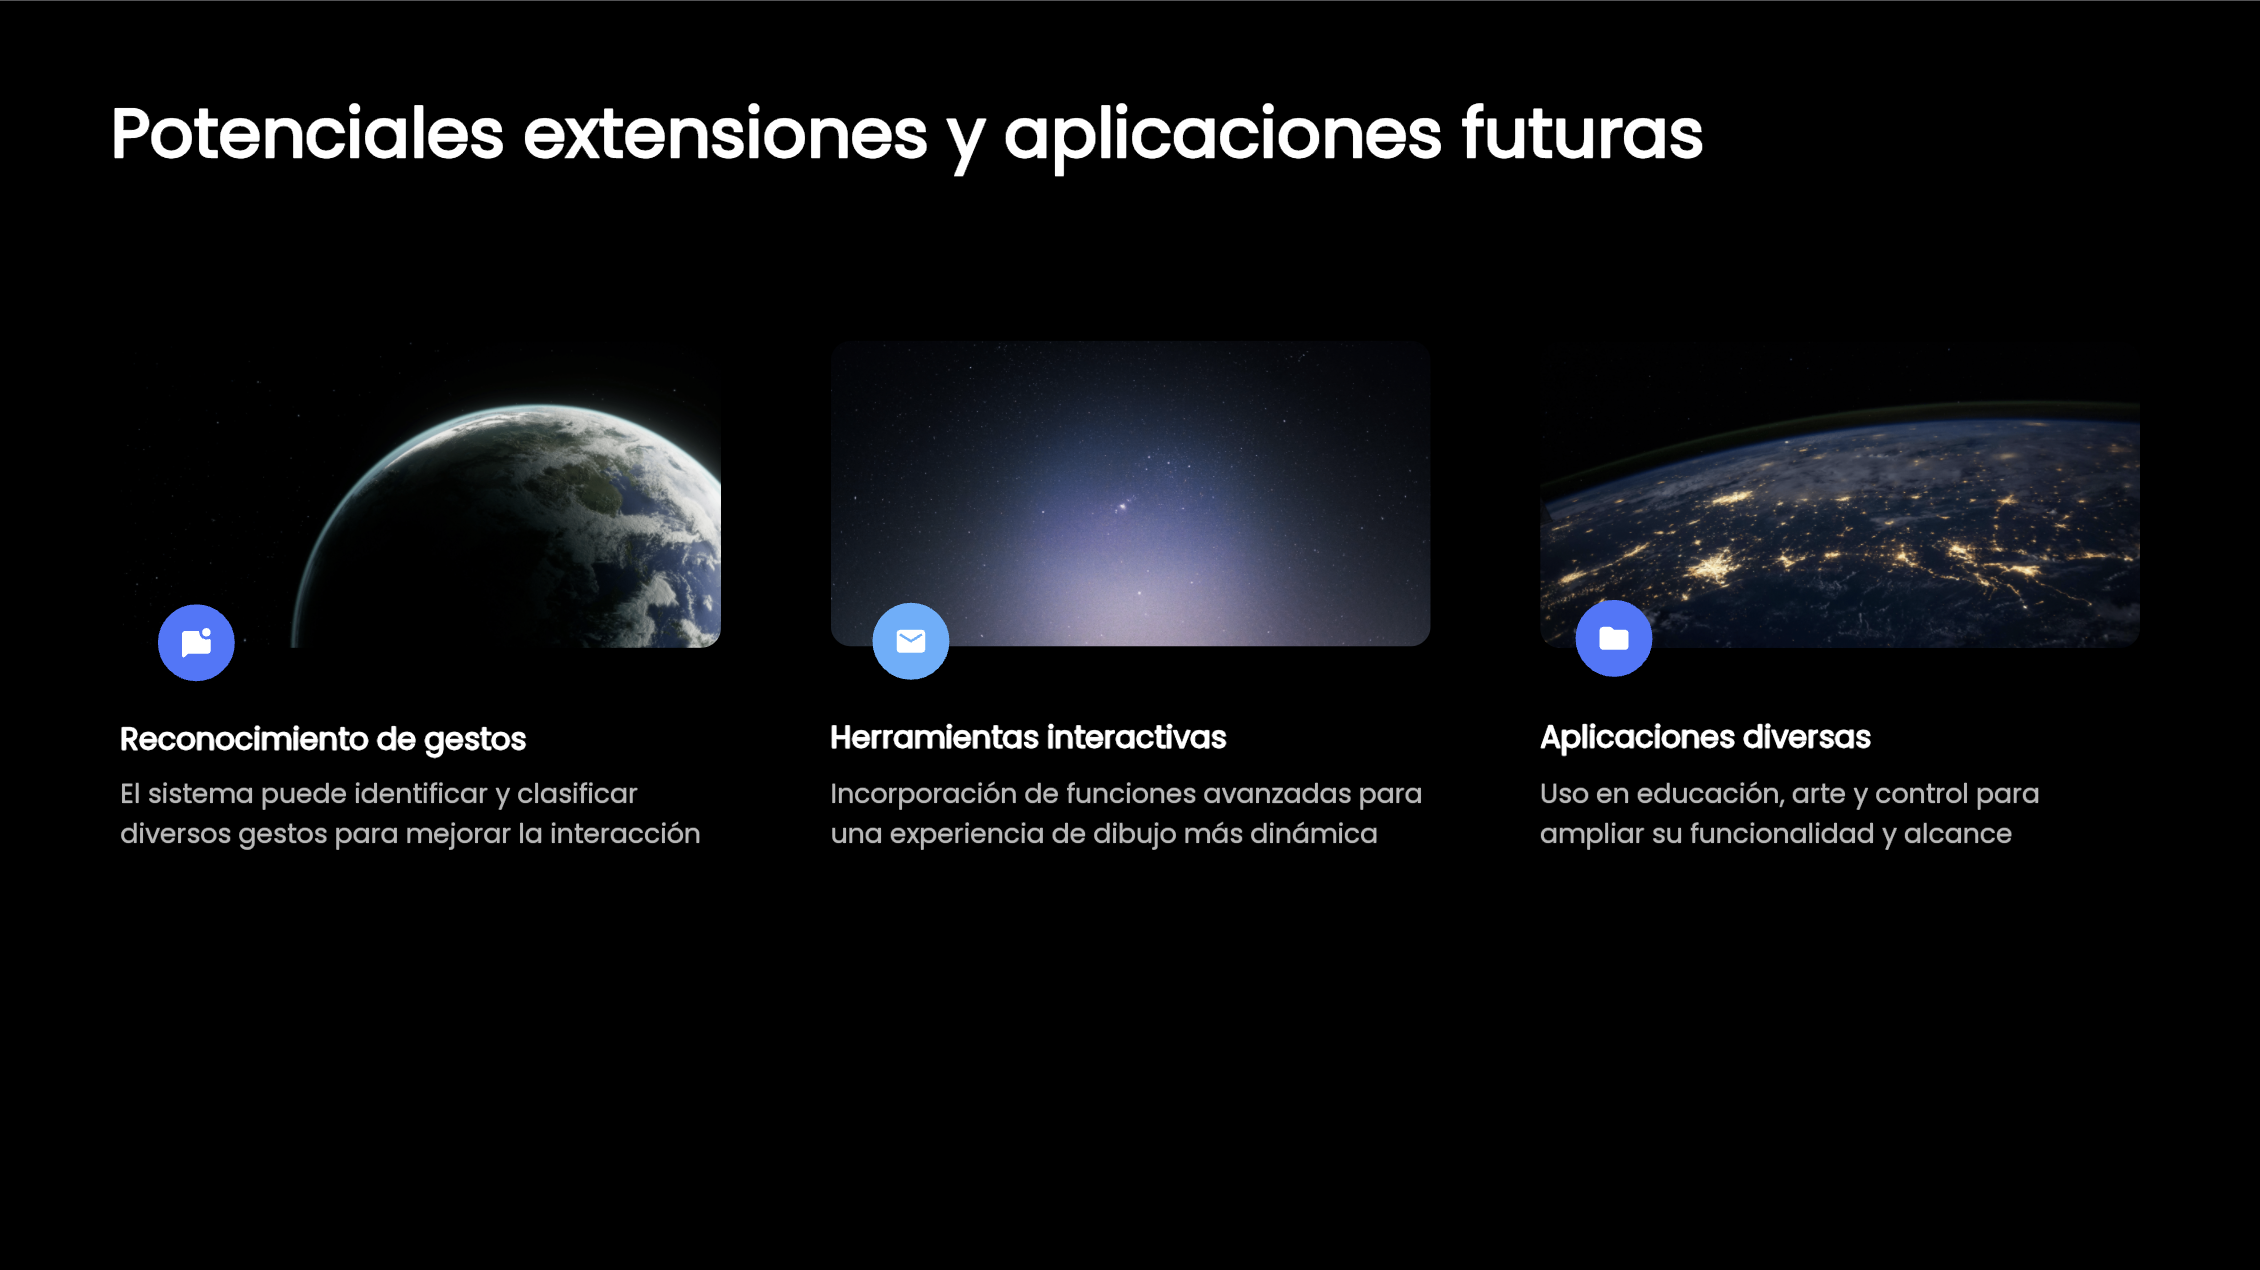 Potenciales extensiones y aplicaciones futuras
Reconocimiento de gestos
El sistema puede identificar y clasificar
diversos gestos para mejorar la interacción
Herramientas interactivas
Incorporación de funciones avanzadas para
una experiencia de dibujo más dinámica
Aplicaciones diversas
Uso en educación, arte y control para
ampliar su funcionalidad y alcance